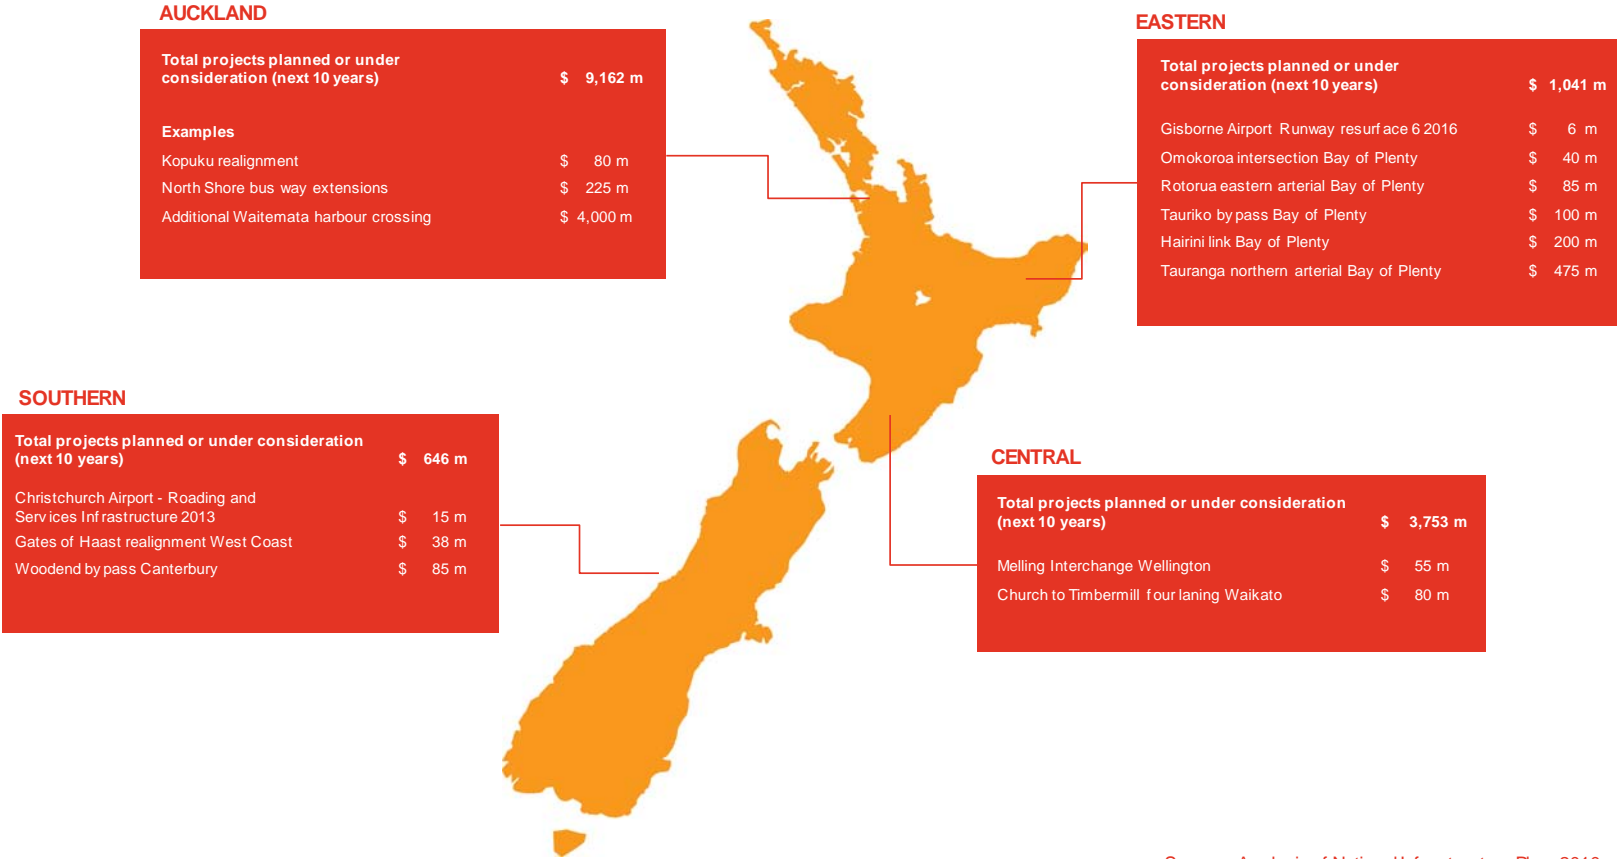 AUCKLAND
Total projects planned or under
consideration (next 10 years) $ 9,162 m
Examples
Kopuku realignment $ 80 m
North Shore bus way extensions $ 225 m
Additional Waitemata harbour crossing $ 4,000 m
EASTERN
Total projects planned or under
consideration (next 10 years) $ 1,041 m
Gisborne Airport Runway resurface 6 2016 $ 6 m
Omokoroa intersection Bay of Plenty $ 40 m
Rotorua eastern arterial Bay of Plenty $ 85 m
Tauriko bypass Bay of Plenty $ 100 m
Hairini link Bay of Plenty $ 200 m
Tauranga northern arterial Bay of Plenty $ 475 m
SOUTHERN
Total projects planned or under consideration
(next 10 years) $ 646 m
Christchurch Airport - Roading and
Services Infrastructure 2013 $ 15 m
Gates of Haast realignment West Coast $ 38 m
Woodend bypass Canterbury $ 85 m
CENTRAL
Total projects planned or under consideration
(next 10 years) $ 3,753 m
Melling Interchange Wellington $ 55 m
Church to Timbermill four laning Waikato $ 80 m